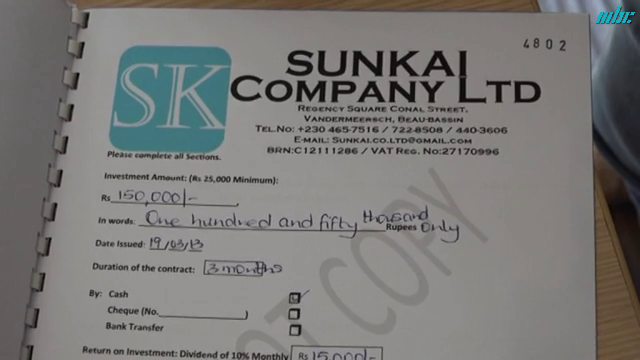 mbc
4802
SK
SUNKAI
COMPANY LTD
REGENCY SQUARE CONAL STREET,
VANDERMEERSCH, BEAU-BASSIN
TEL.NO: +230 465-7516 / 722-8508 / 440-3606
E-MAIL: SUNKAI.CO.LTD@GMAIL.COM
BRN:C12111286 / VAT REG. NO:27170996
Please complete all Sections.
Investment Amount: (Rs 25,000 Minimum):
Rs 150,000/-
In words: One hundred and fifty thousand Rupees Only
Date Issued: 19/03/13
Duration of the contract: 3 months
By: Cash
Cheque (No.)
Bank Transfer
Return on Investment: Dividend of 10% Monthly Rs 15,000/-
COPY